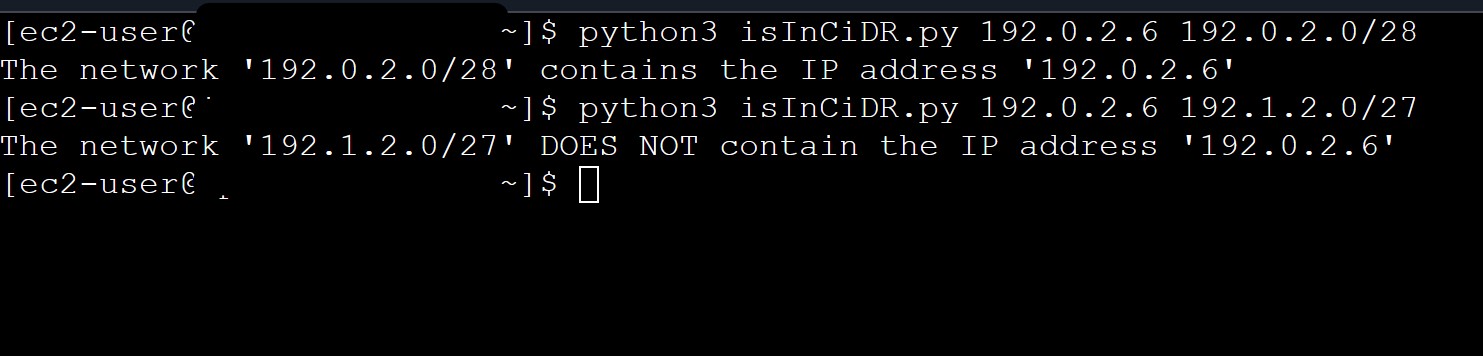 [ec2-user@ ~]$ python3 isInCiDR.py 192.0.2.6 192.0.2.0/28
The network '192.0.2.0/28' contains the IP address '192.0.2.6'
[ec2-user@ ~]$ python3 isInCiDR.py 192.0.2.6 192.1.2.0/27
The network '192.1.2.0/27' DOES NOT contain the IP address '192.0.2.6'
[ec2-user@ ~]$